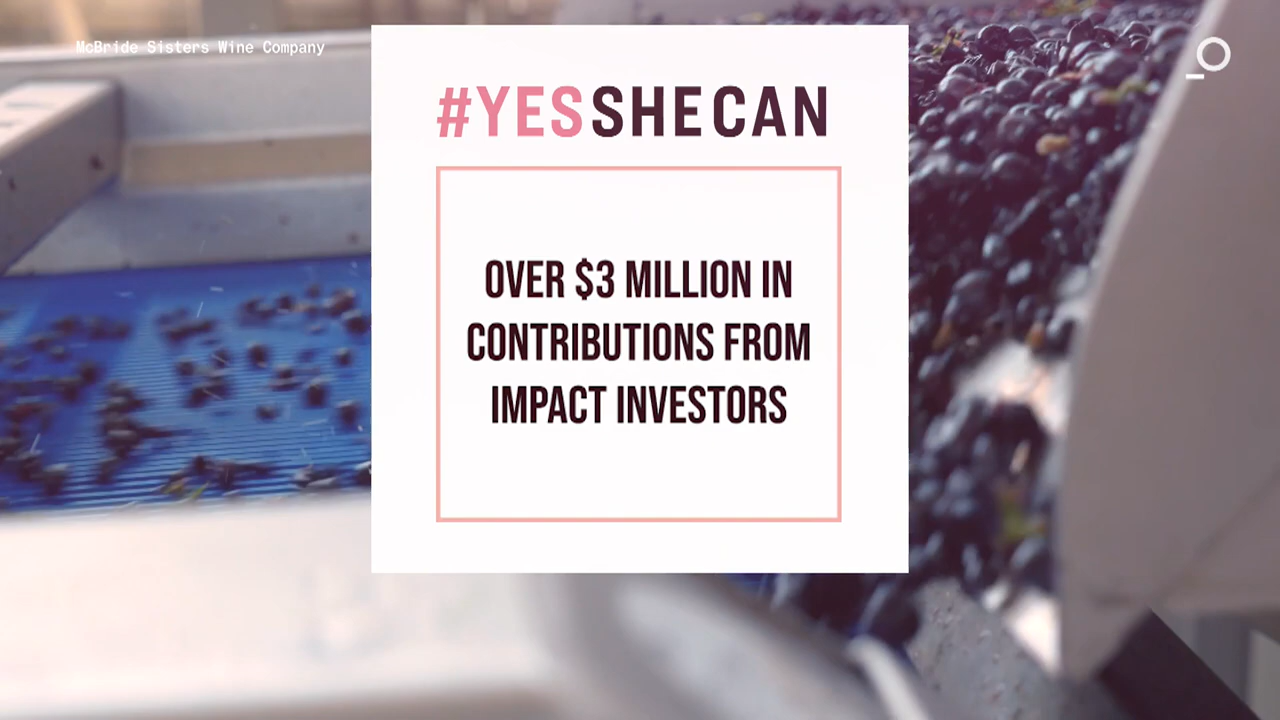 McBride Sisters Wine Company
#YESSHECAN
OVER $3 MILLION IN
CONTRIBUTIONS FROM
IMPACT INVESTORS